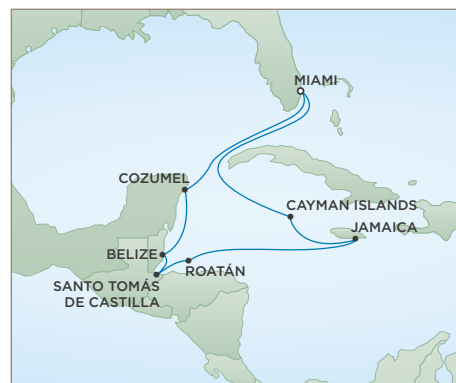 MIAMI
COZUMEL
CAYMAN ISLANDS
JAMAICA
BELIZE
ROATÁN
SANTO TOMÁS
DE CASTILLA